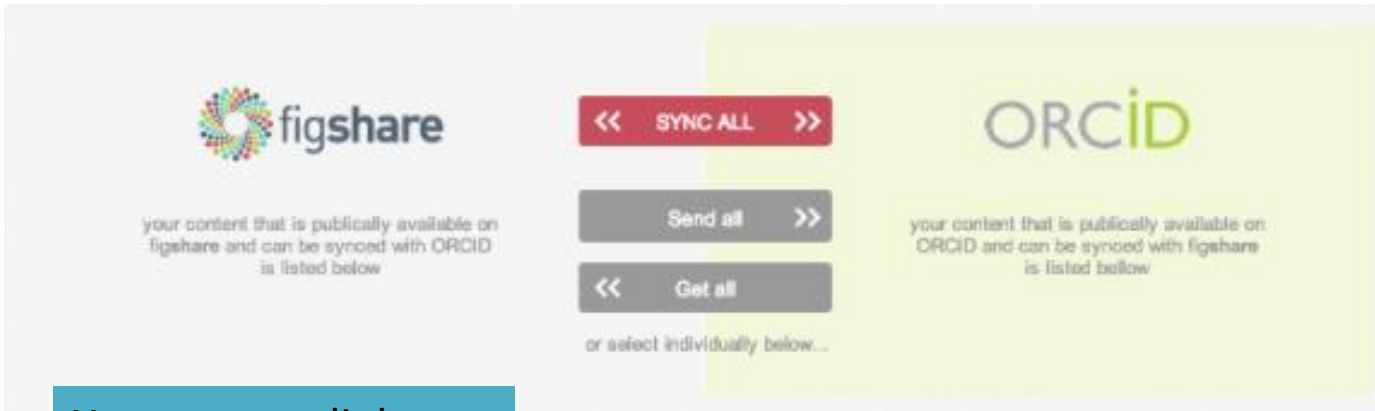 figshare
your content that is publically available on
figshare and can be synced with ORCID
is listed below
<< SYNC ALL >>
Send all >>
<< Get all
or select individually below...
ORCiD
your content that is publically available on
ORCID and can be synced with figshare
is listed bellow